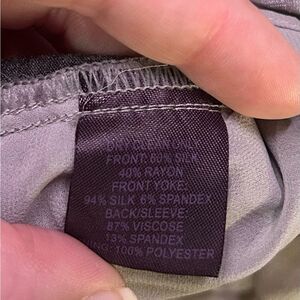 DRY CLEAN ONLY
FRONT: 60% SILK
40% RAYON
FRONT YOKE:
94% SILK 6% SPANDEX
BACK/SLEEVE:
87% VISCOSE
13% SPANDEX
ING: 100% POLYESTER